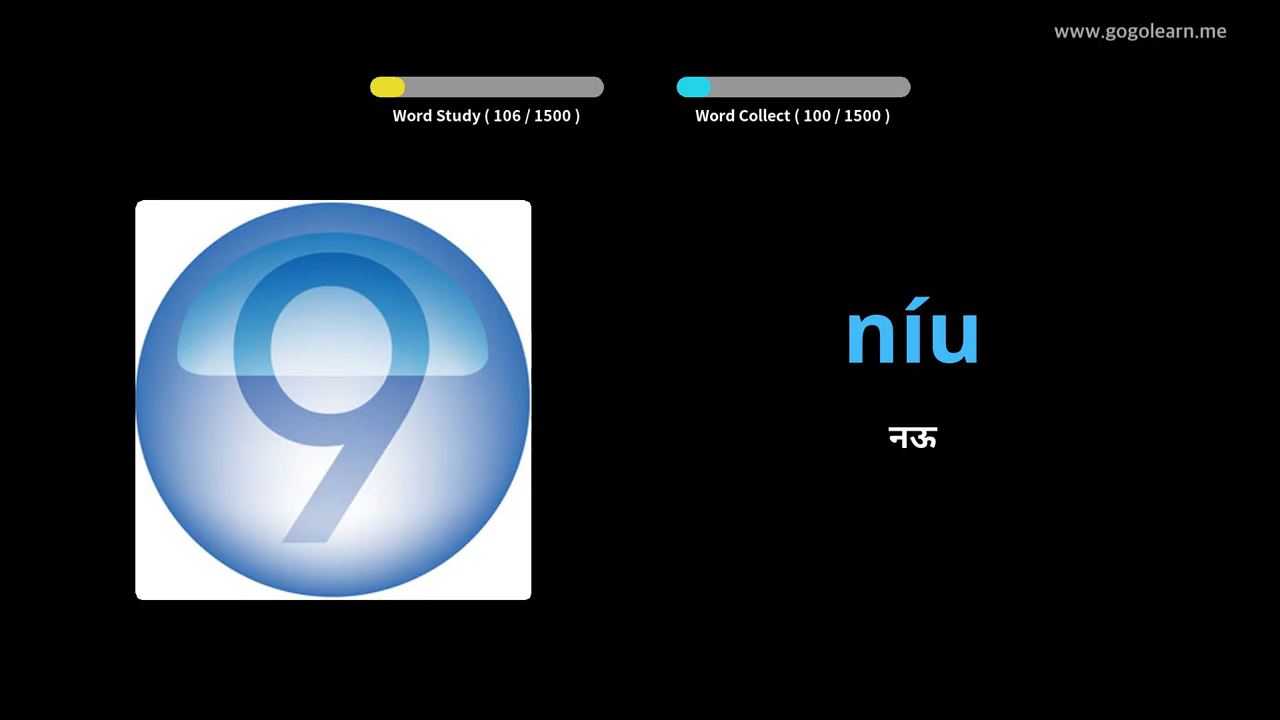 www.gogolearn.me
Word Study ( 106 / 1500 )
Word Collect ( 100 / 1500 )
9
níu
नऊ